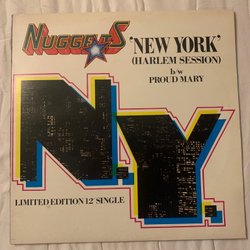 NUGGETS
'NEW YORK'
(HARLEM SESSION)
b/w
PROUD MARY
N.Y.
LIMITED EDITION 12" SINGLE